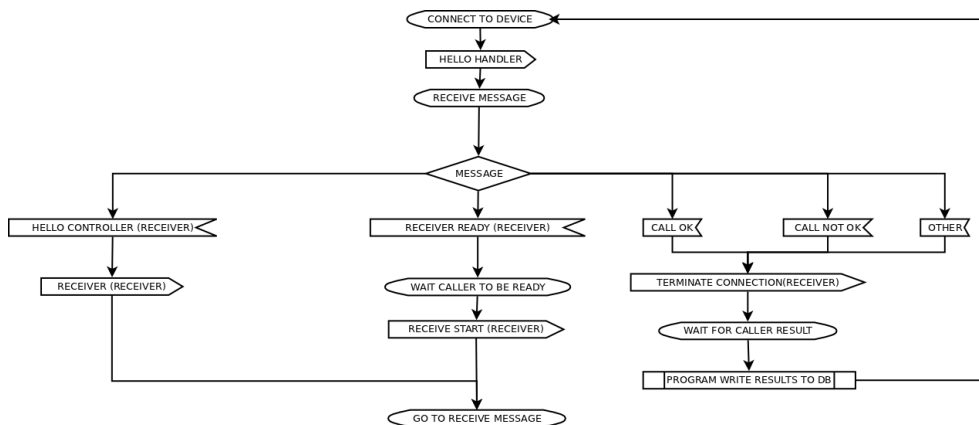 CONNECT TO DEVICE
HELLO HANDLER
RECEIVE MESSAGE
MESSAGE
HELLO CONTROLLER (RECEIVER)
RECEIVER READY (RECEIVER)
CALL OK
CALL NOT OK
OTHER
RECEIVER (RECEIVER)
WAIT CALLER TO BE READY
TERMINATE CONNECTION(RECEIVER)
RECEIVE START (RECEIVER)
WAIT FOR CALLER RESULT
PROGRAM WRITE RESULTS TO DB
GO TO RECEIVE MESSAGE